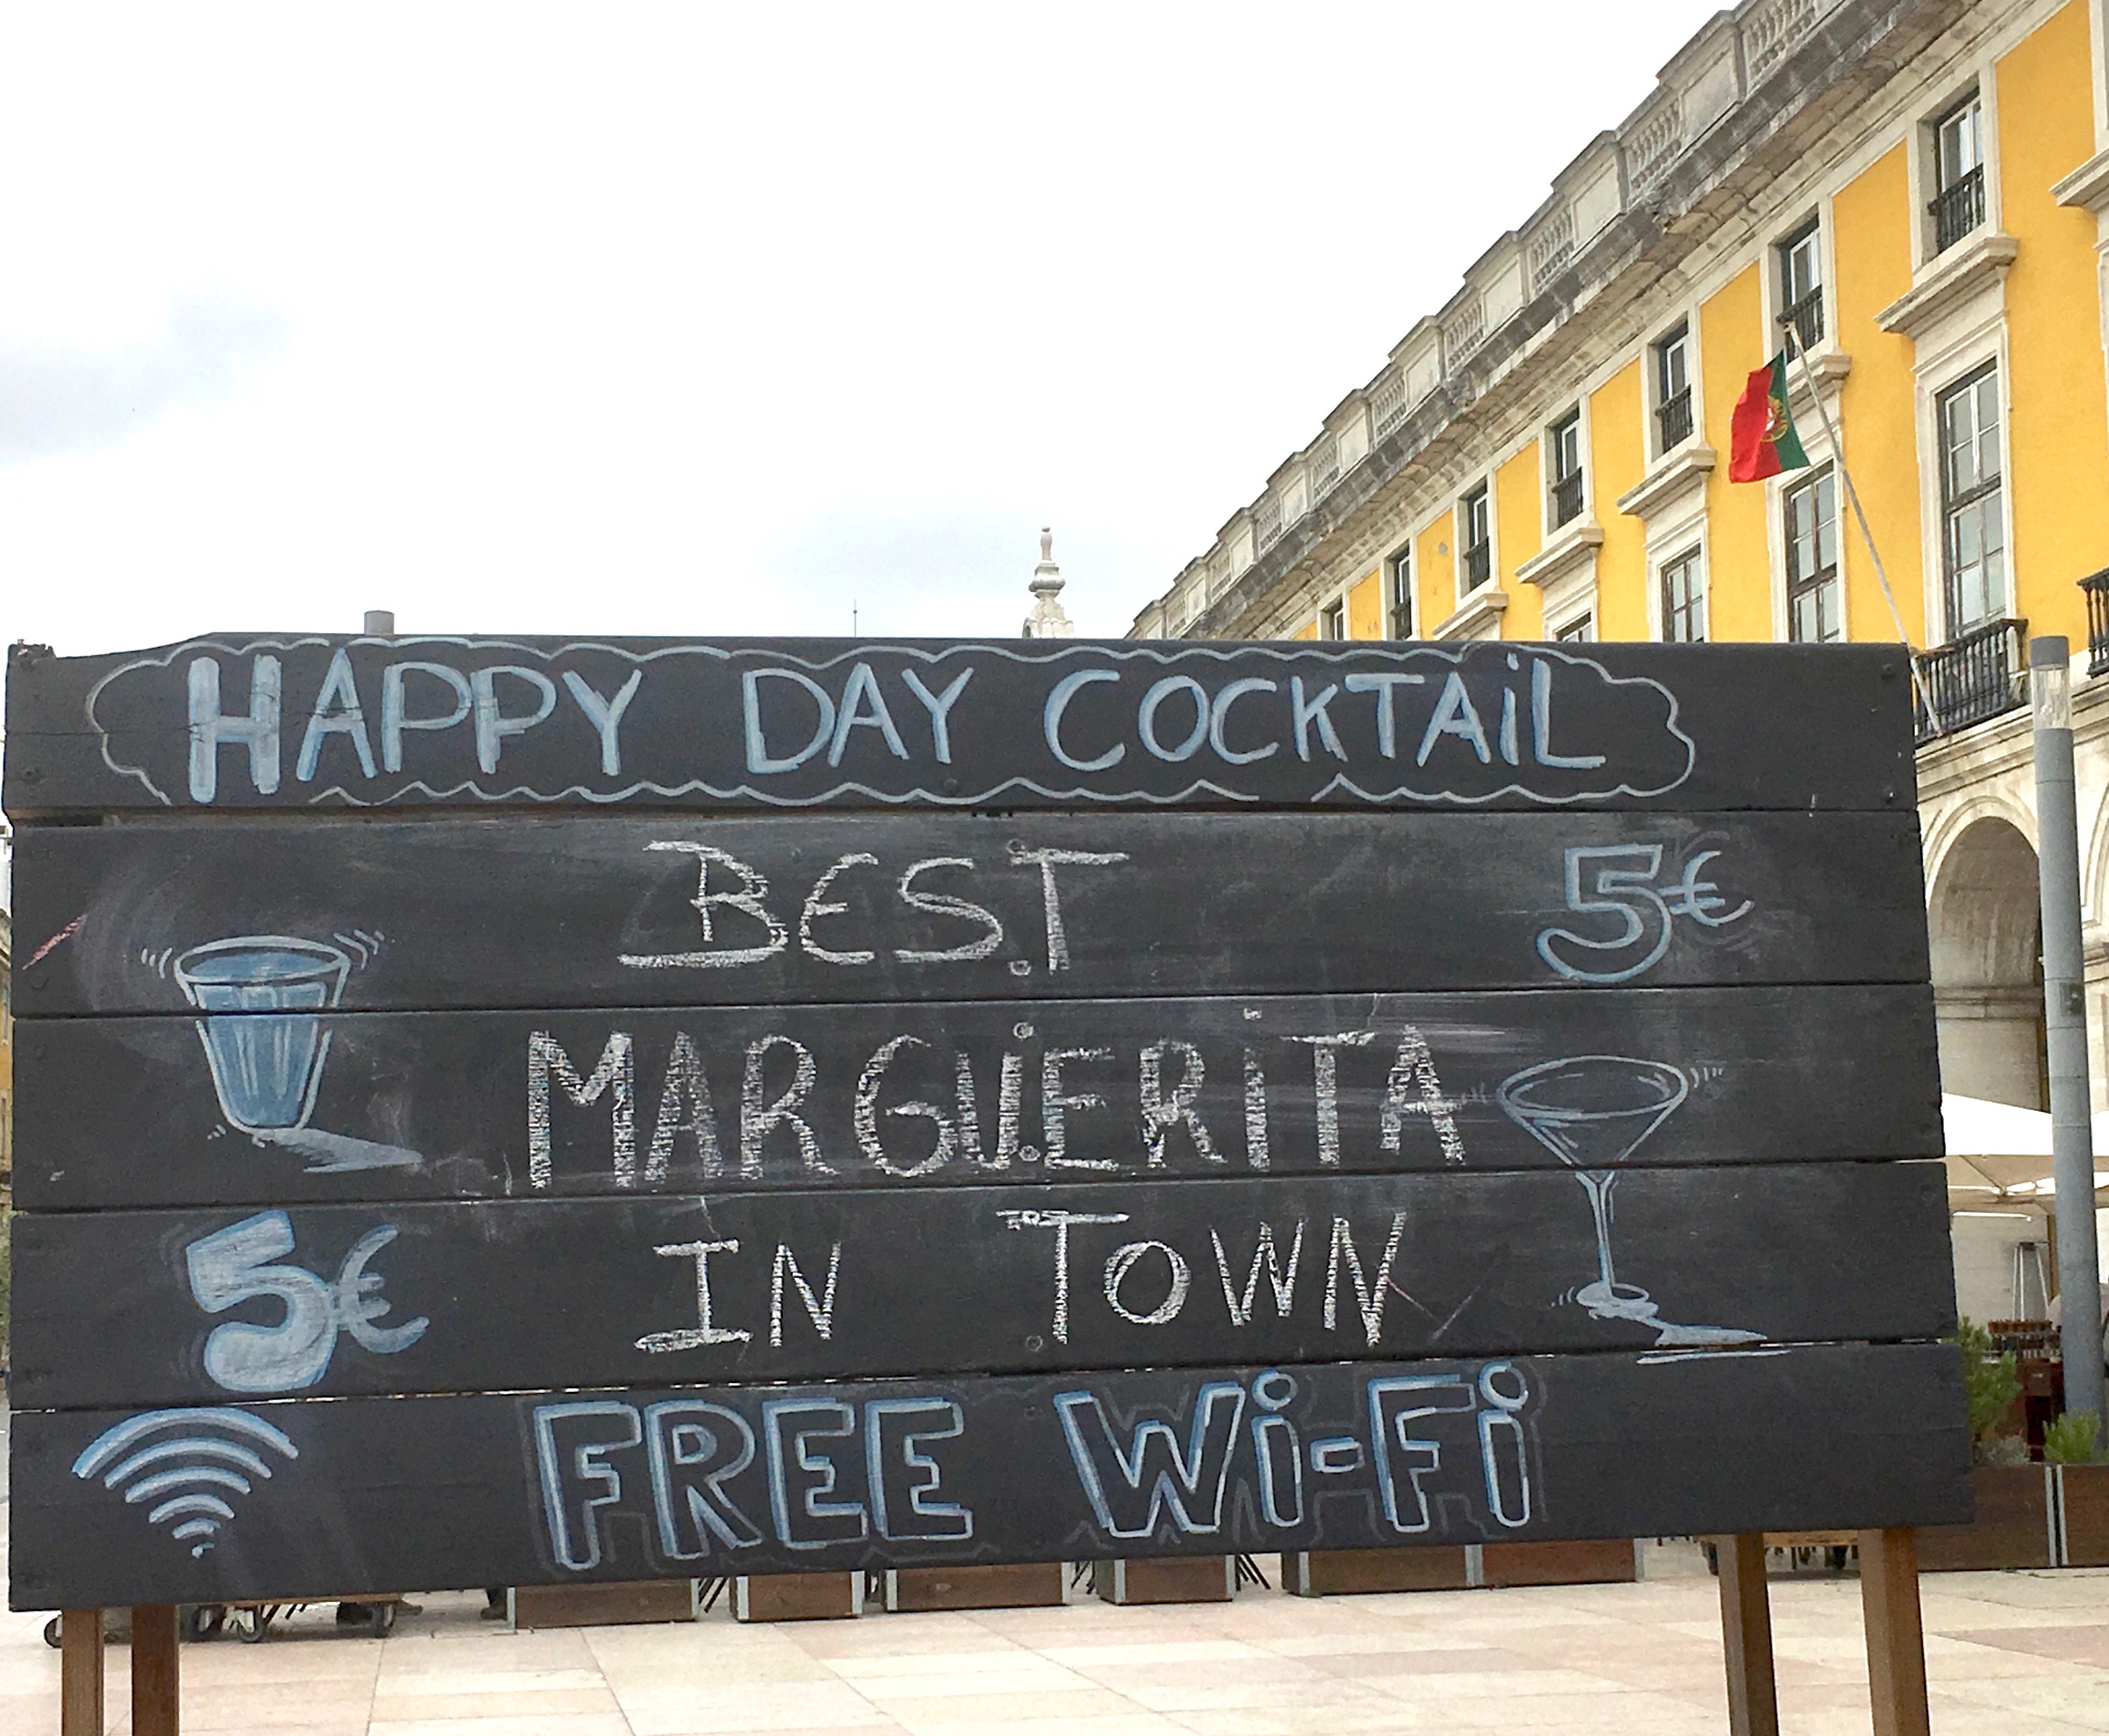 HAPPY DAY COCKTAiL
BEST
5€
MARGUERiTA
5€
IN TOWN
FREE Wi-Fi